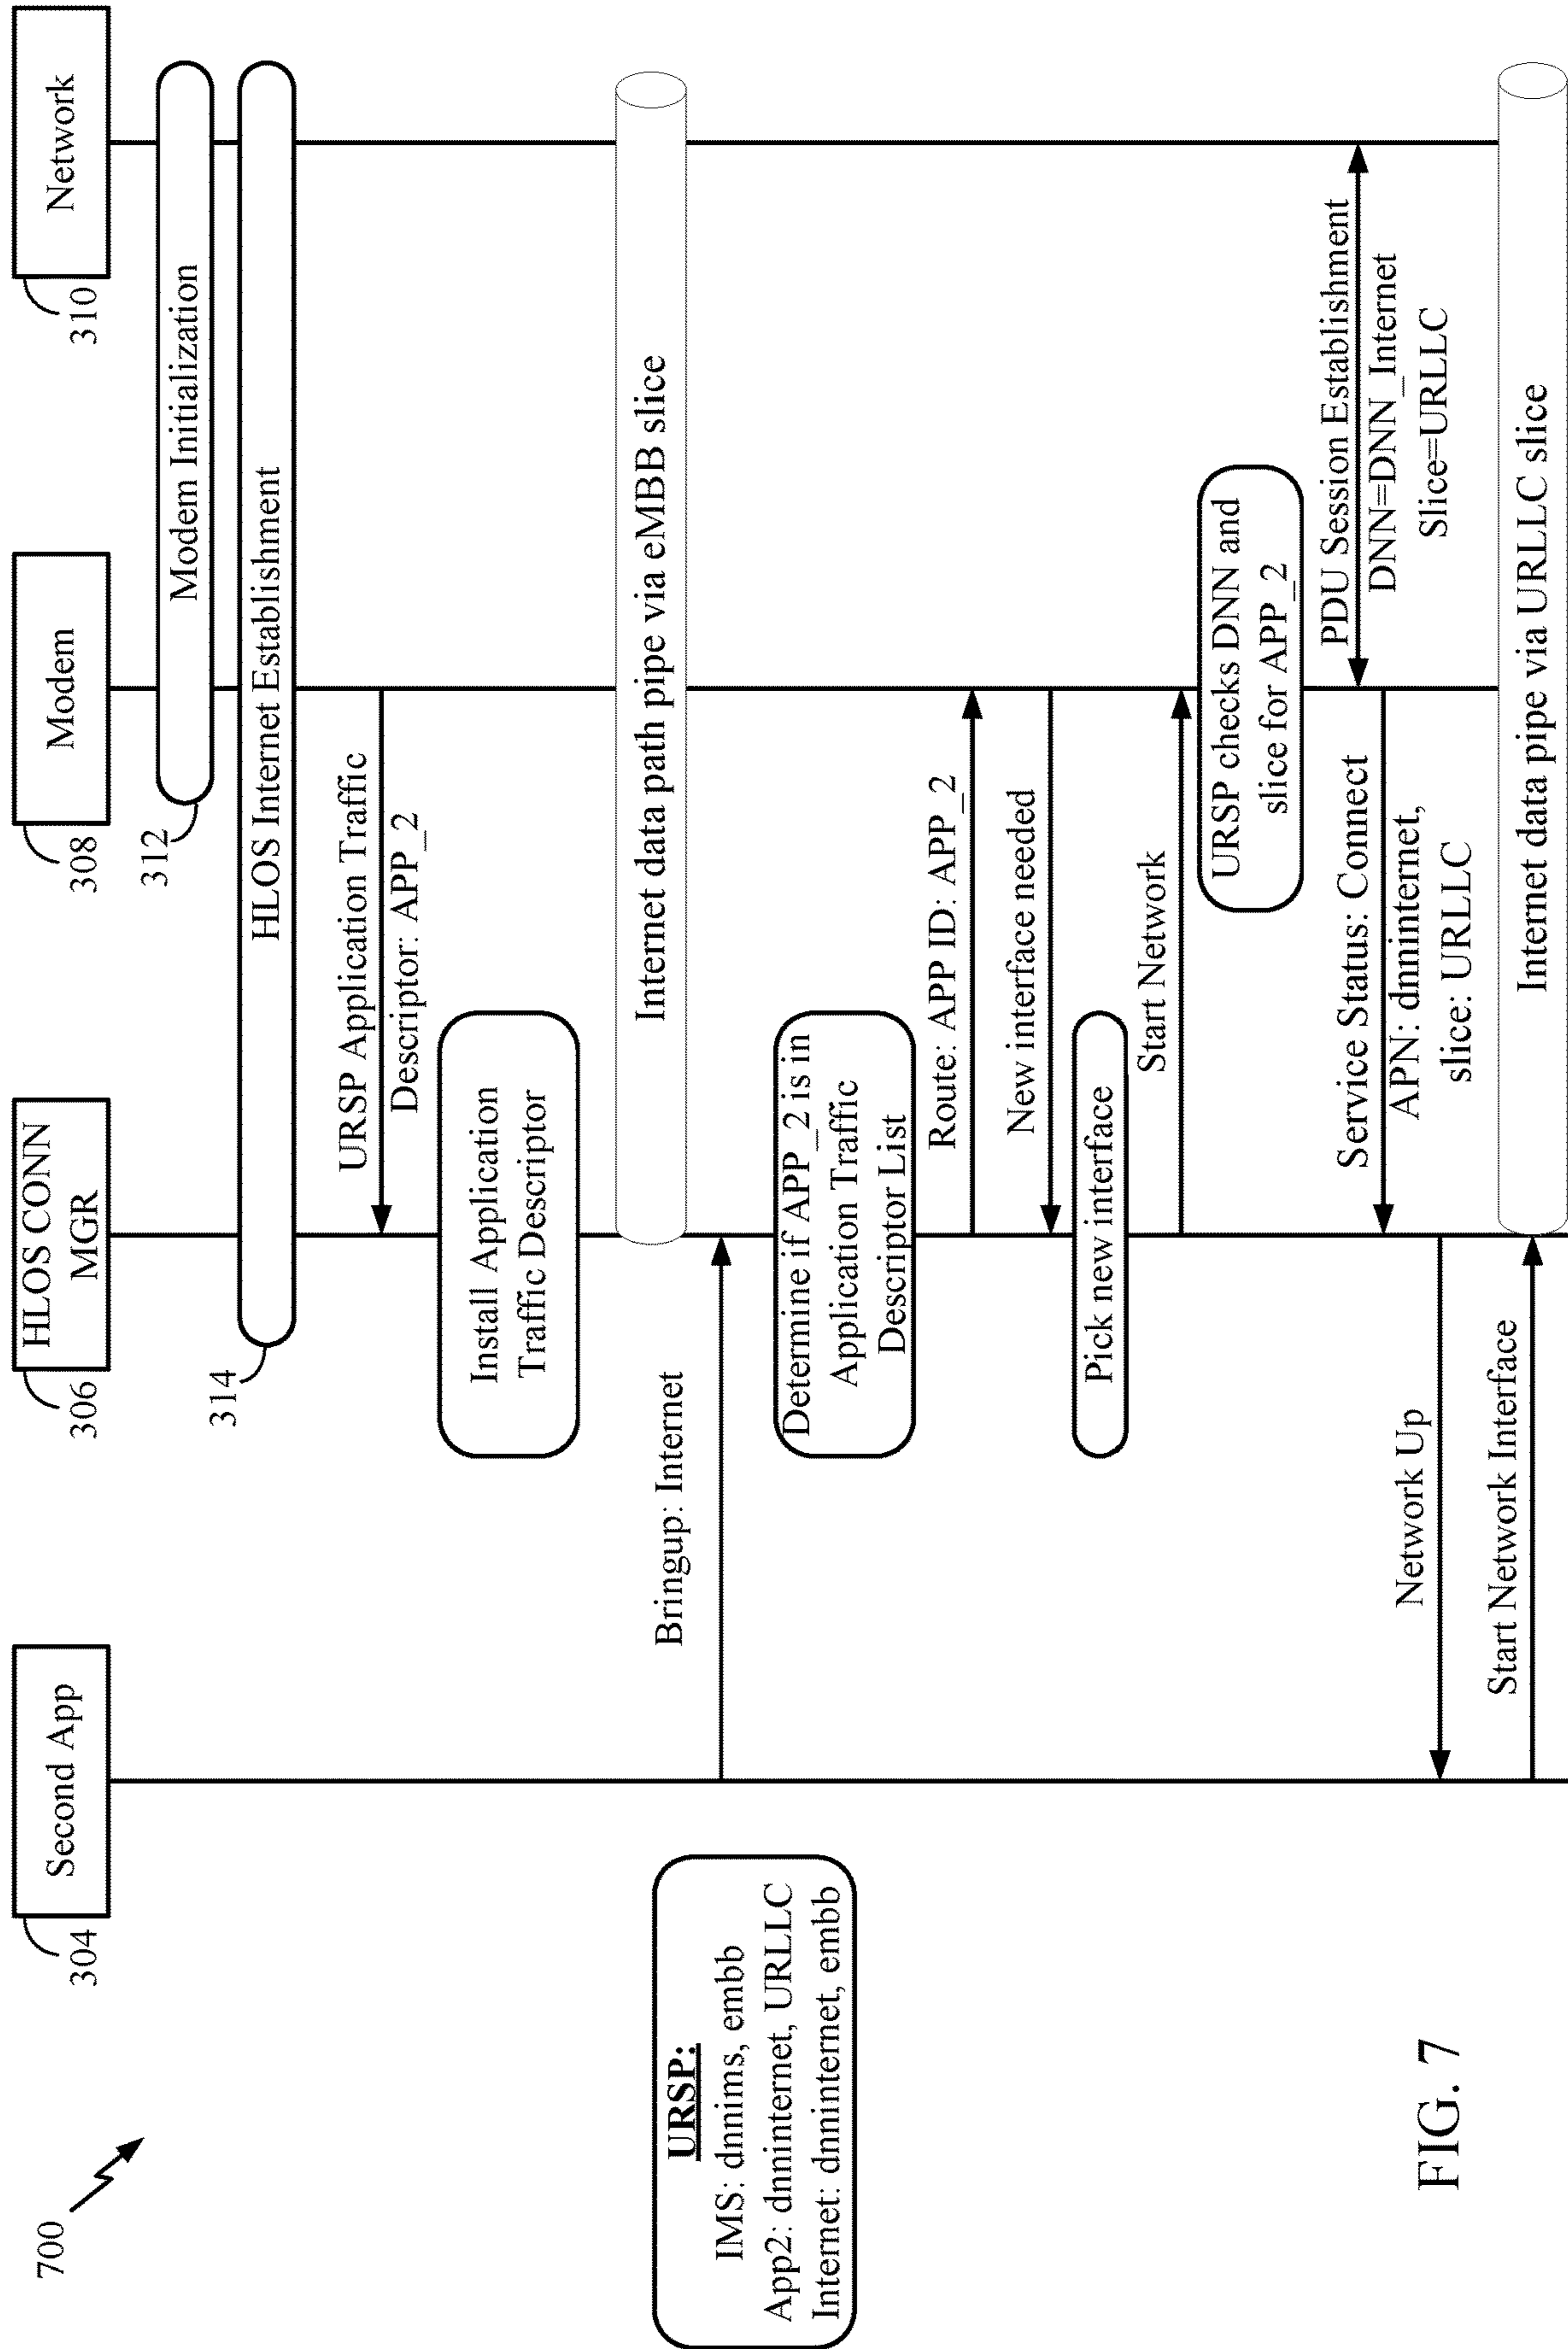 700
304
Second App
306
HLOS CONN
MGR
308
Modem
310
Network
312
Modem Initialization
314
HLOS Internet Establishment
URSP Application Traffic
Descriptor: APP_2
Install Application
Traffic Descriptor
Internet data path pipe via eMBB slice
URSP:
IMS: dnnims, embb
App2: dnninternet, URLLC
Internet: dnninternet, embb
Bringup: Internet
Determine if APP_2 is in
Application Traffic
Descriptor List
Route: APP ID: APP_2
New interface needed
Pick new interface
Start Network
URSP checks DNN and
slice for APP_2
PDU Session Establishment
DNN=DNN_Internet
Slice=URLLC
Service Status: Connect
APN: dnninternet,
slice: URLLC
Network Up
Start Network Interface
Internet data pipe via URLLC slice
FIG. 7